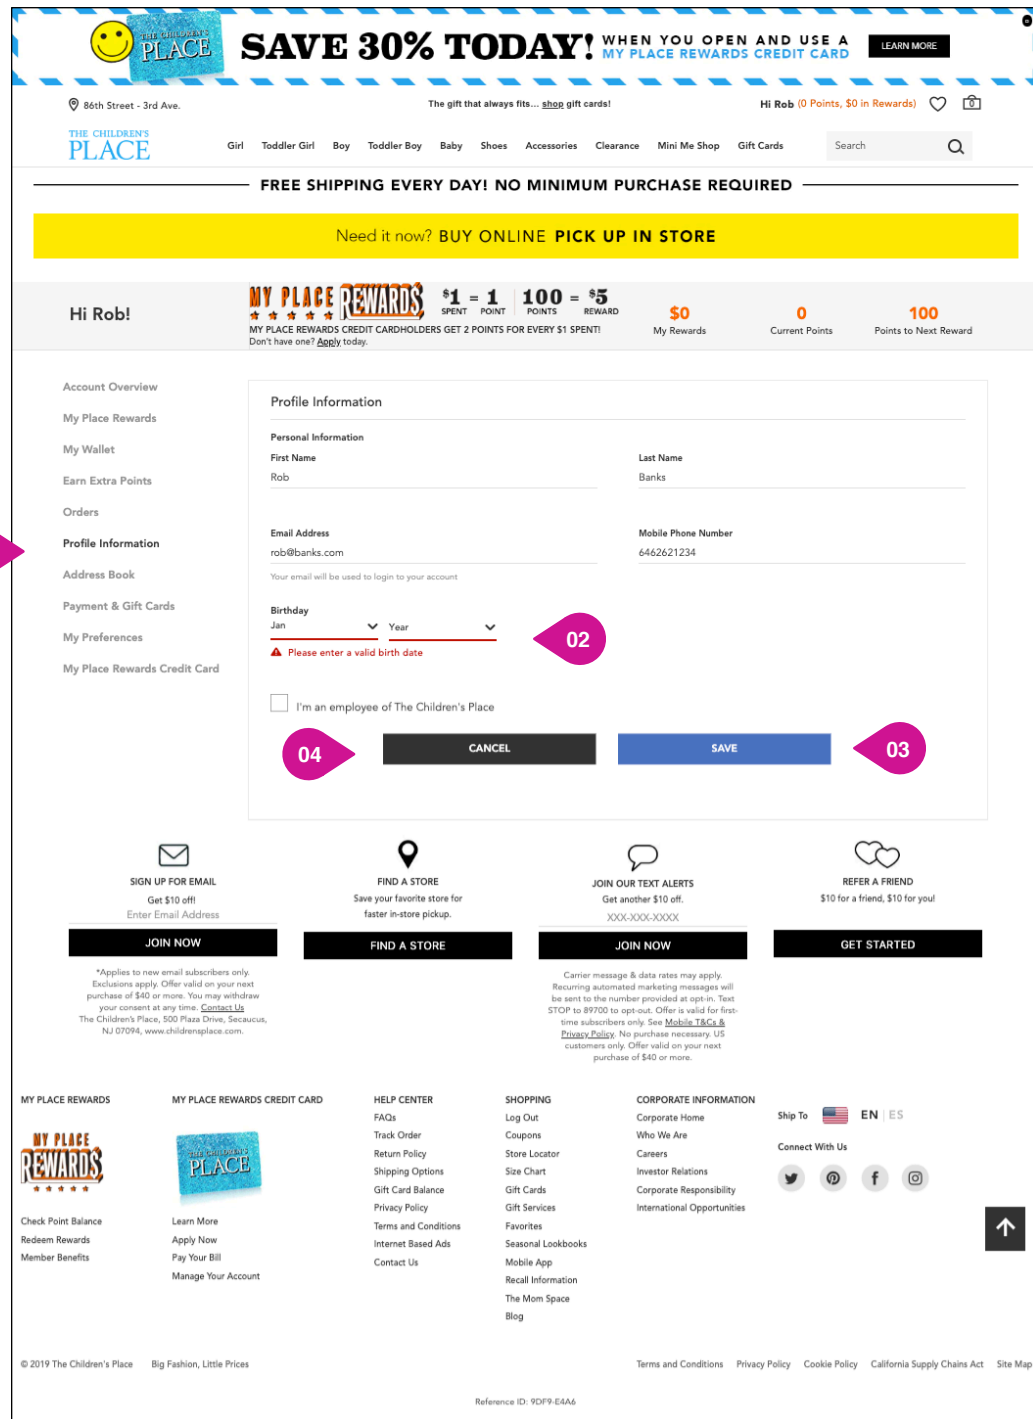 THE CHILDREN'S
PLACE
SAVE 30% TODAY!
WHEN YOU OPEN AND USE A
MY PLACE REWARDS CREDIT CARD
LEARN MORE
86th Street - 3rd Ave.
The gift that always fits... shop gift cards!
Hi Rob (0 Points, $0 in Rewards)
0
THE CHILDREN'S
PLACE
Girl Toddler Girl Boy Toddler Boy Baby Shoes Accessories Clearance Mini Me Shop Gift Cards
Search
FREE SHIPPING EVERY DAY! NO MINIMUM PURCHASE REQUIRED
Need it now? BUY ONLINE PICK UP IN STORE
Hi Rob!
MY PLACE REWARDS
$1 = 1
SPENT POINT
100 = $5
POINTS REWARD
MY PLACE REWARDS CREDIT CARDHOLDERS GET 2 POINTS FOR EVERY $1 SPENT!
Don't have one? Apply today.
$0
My Rewards
0
Current Points
100
Points to Next Reward
Account Overview
My Place Rewards
My Wallet
Earn Extra Points
Orders
Profile Information
Address Book
Payment & Gift Cards
My Preferences
My Place Rewards Credit Card
Profile Information
Personal Information
First Name
Rob
Last Name
Banks
Email Address
rob@banks.com
Your email will be used to login to your account
Mobile Phone Number
6462621234
Birthday
Jan
Year
Please enter a valid birth date
02
I'm an employee of The Children's Place
04
CANCEL
SAVE
03
SIGN UP FOR EMAIL
Get $10 off!
Enter Email Address
JOIN NOW
*Applies to new email subscribers only.
Exclusions apply. Offer valid on your next
purchase of $40 or more. You may withdraw
your consent at any time. Contact Us
The Children's Place, 500 Plaza Drive, Secaucus,
NJ 07094, www.childrensplace.com.
FIND A STORE
Save your favorite store for
faster in-store pickup.
FIND A STORE
JOIN OUR TEXT ALERTS
Get another $10 off.
XXX-XXX-XXXX
JOIN NOW
Carrier message & data rates may apply.
Recurring automated marketing messages will
be sent to the number provided at opt-in. Text
STOP to 89700 to opt-out. Offer is valid for first-
time subscribers only. See Mobile T&Cs &
Privacy Policy. No purchase necessary. US
customers only. Offer valid on your next
purchase of $40 or more.
REFER A FRIEND
$10 for a friend, $10 for you!
GET STARTED
MY PLACE REWARDS
MY PLACE
REWARDS
Check Point Balance
Redeem Rewards
Member Benefits
MY PLACE REWARDS CREDIT CARD
THE CHILDREN'S
PLACE
Learn More
Apply Now
Pay Your Bill
Manage Your Account
HELP CENTER
FAQs
Track Order
Return Policy
Shipping Options
Gift Card Balance
Privacy Policy
Terms and Conditions
Internet Based Ads
Contact Us
SHOPPING
Log Out
Coupons
Store Locator
Size Chart
Gift Cards
Gift Services
Favorites
Seasonal Lookbooks
Mobile App
Recall Information
The Mom Space
Blog
CORPORATE INFORMATION
Corporate Home
Who We Are
Careers
Investor Relations
Corporate Responsibility
International Opportunities
Ship To
EN | ES
Connect With Us
© 2019 The Children's Place Big Fashion, Little Prices
Terms and Conditions Privacy Policy Cookie Policy California Supply Chains Act Site Map
Reference ID: 9DF9-E4A6